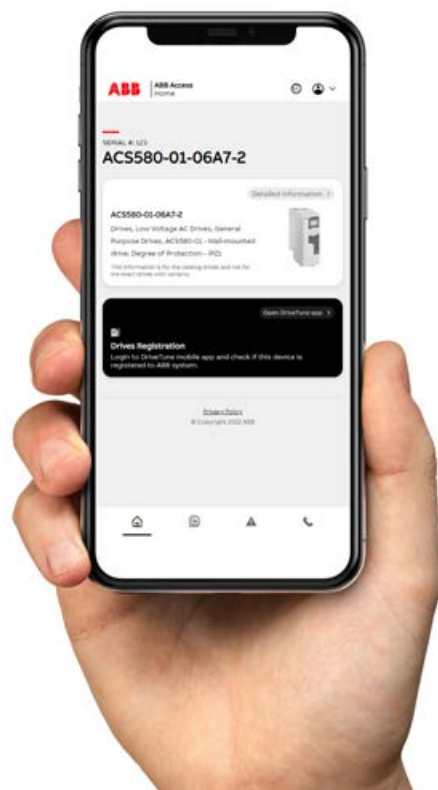 ABB
ABB Access
Home
SERIAL #: 123
ACS580-01-06A7-2
Detailed Information
ACS580-01-06A7-2
Drives, Low Voltage AC Drives, General
Purpose Drives, ACS580-01 - Wall-mounted
drive, Degree of Protection - IP21
This information is for the catalog drives and not for
the exact drives with variants.
Open DriveTune app
Drives Registration
Login to DriveTune mobile app and check if this device is
registered to ABB system.
Privacy Policy
© Copyright 2022 ABB